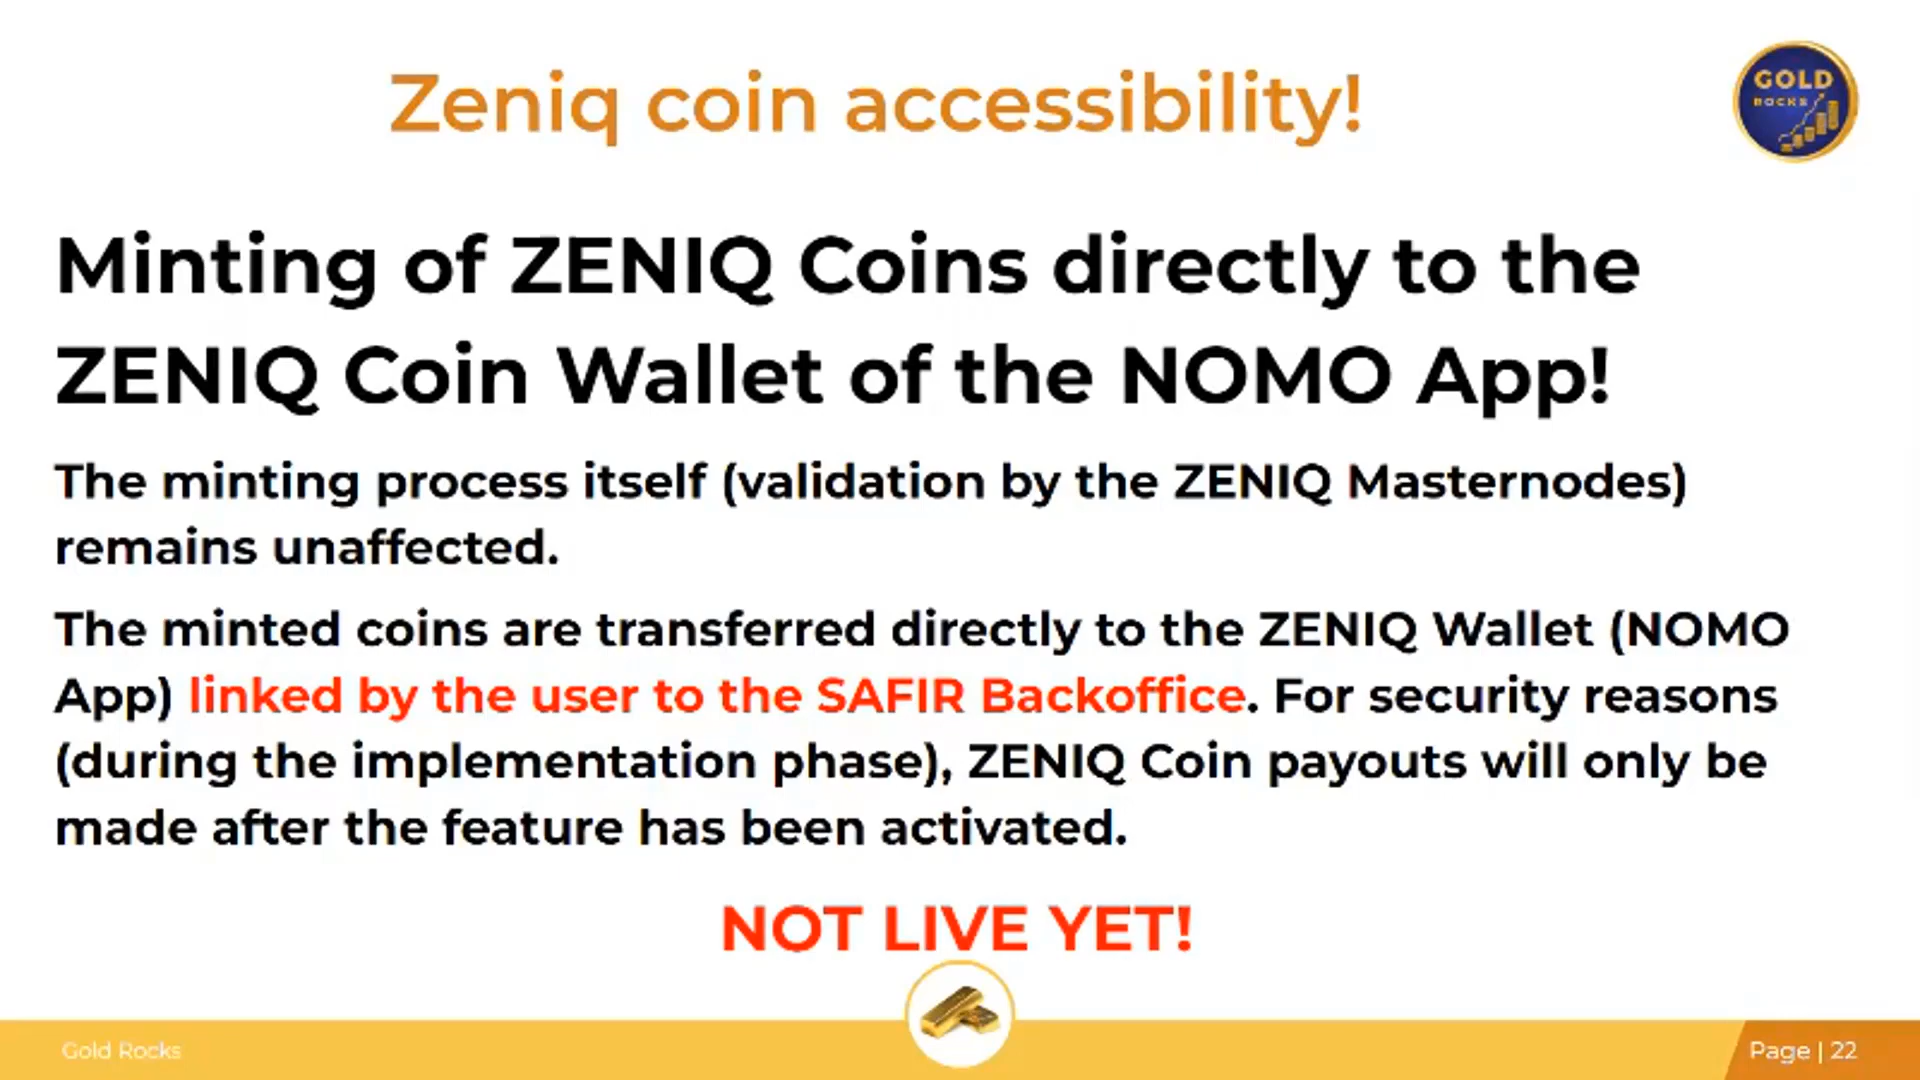 Zeniq coin accessibility!
GOLD
ROCKS
Minting of ZENIQ Coins directly to the
ZENIQ Coin Wallet of the NOMO App!
The minting process itself (validation by the ZENIQ Masternodes)
remains unaffected.
The minted coins are transferred directly to the ZENIQ Wallet (NOMO
App) linked by the user to the SAFIR Backoffice. For security reasons
(during the implementation phase), ZENIQ Coin payouts will only be
made after the feature has been activated.
NOT LIVE YET!
Gold Rocks
Page | 22